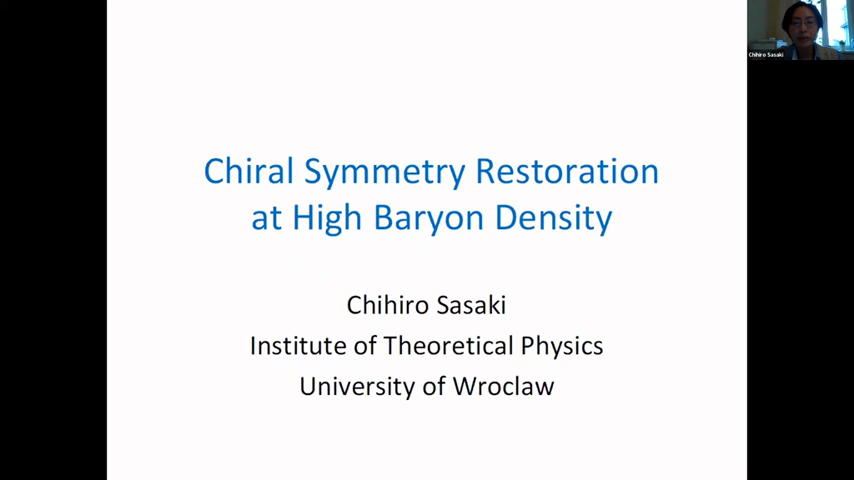 Chihiro Sasaki
Chiral Symmetry Restoration
at High Baryon Density
Chihiro Sasaki
Institute of Theoretical Physics
University of Wroclaw